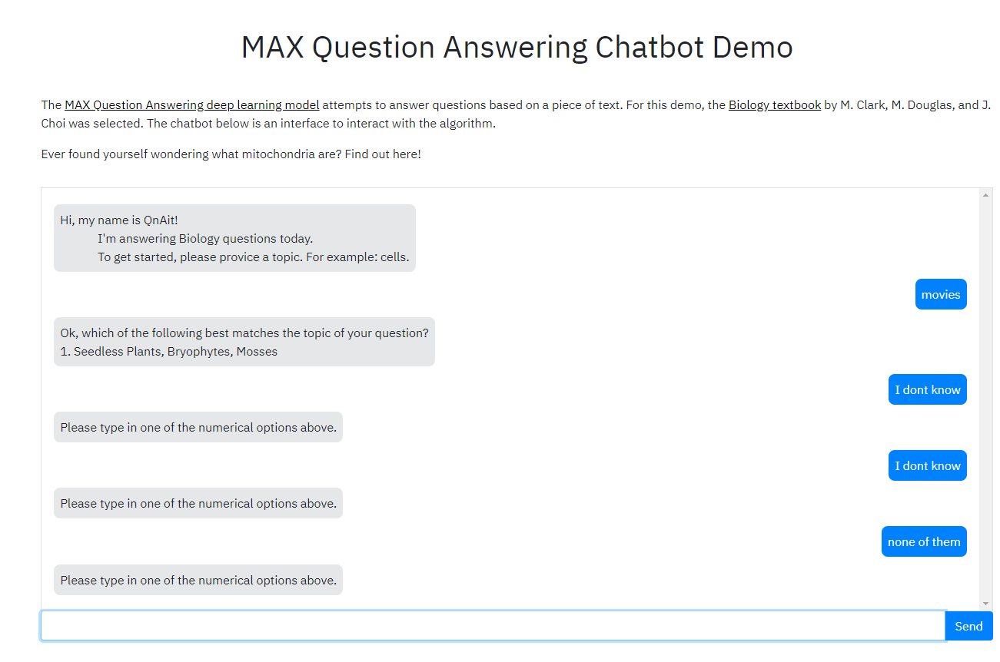 MAX Question Answering Chatbot Demo
The MAX Question Answering deep learning model attempts to answer questions based on a piece of text. For this demo, the Biology textbook by M. Clark, M. Douglas, and J.
Choi was selected. The chatbot below is an interface to interact with the algorithm.
Ever found yourself wondering what mitochondria are? Find out here!
Hi, my name is QnAit!
I'm answering Biology questions today.
To get started, please provice a topic. For example: cells.
movies
Ok, which of the following best matches the topic of your question?
1. Seedless Plants, Bryophytes, Mosses
I dont know
Please type in one of the numerical options above.
I dont know
Please type in one of the numerical options above.
none of them
Please type in one of the numerical options above.
Send